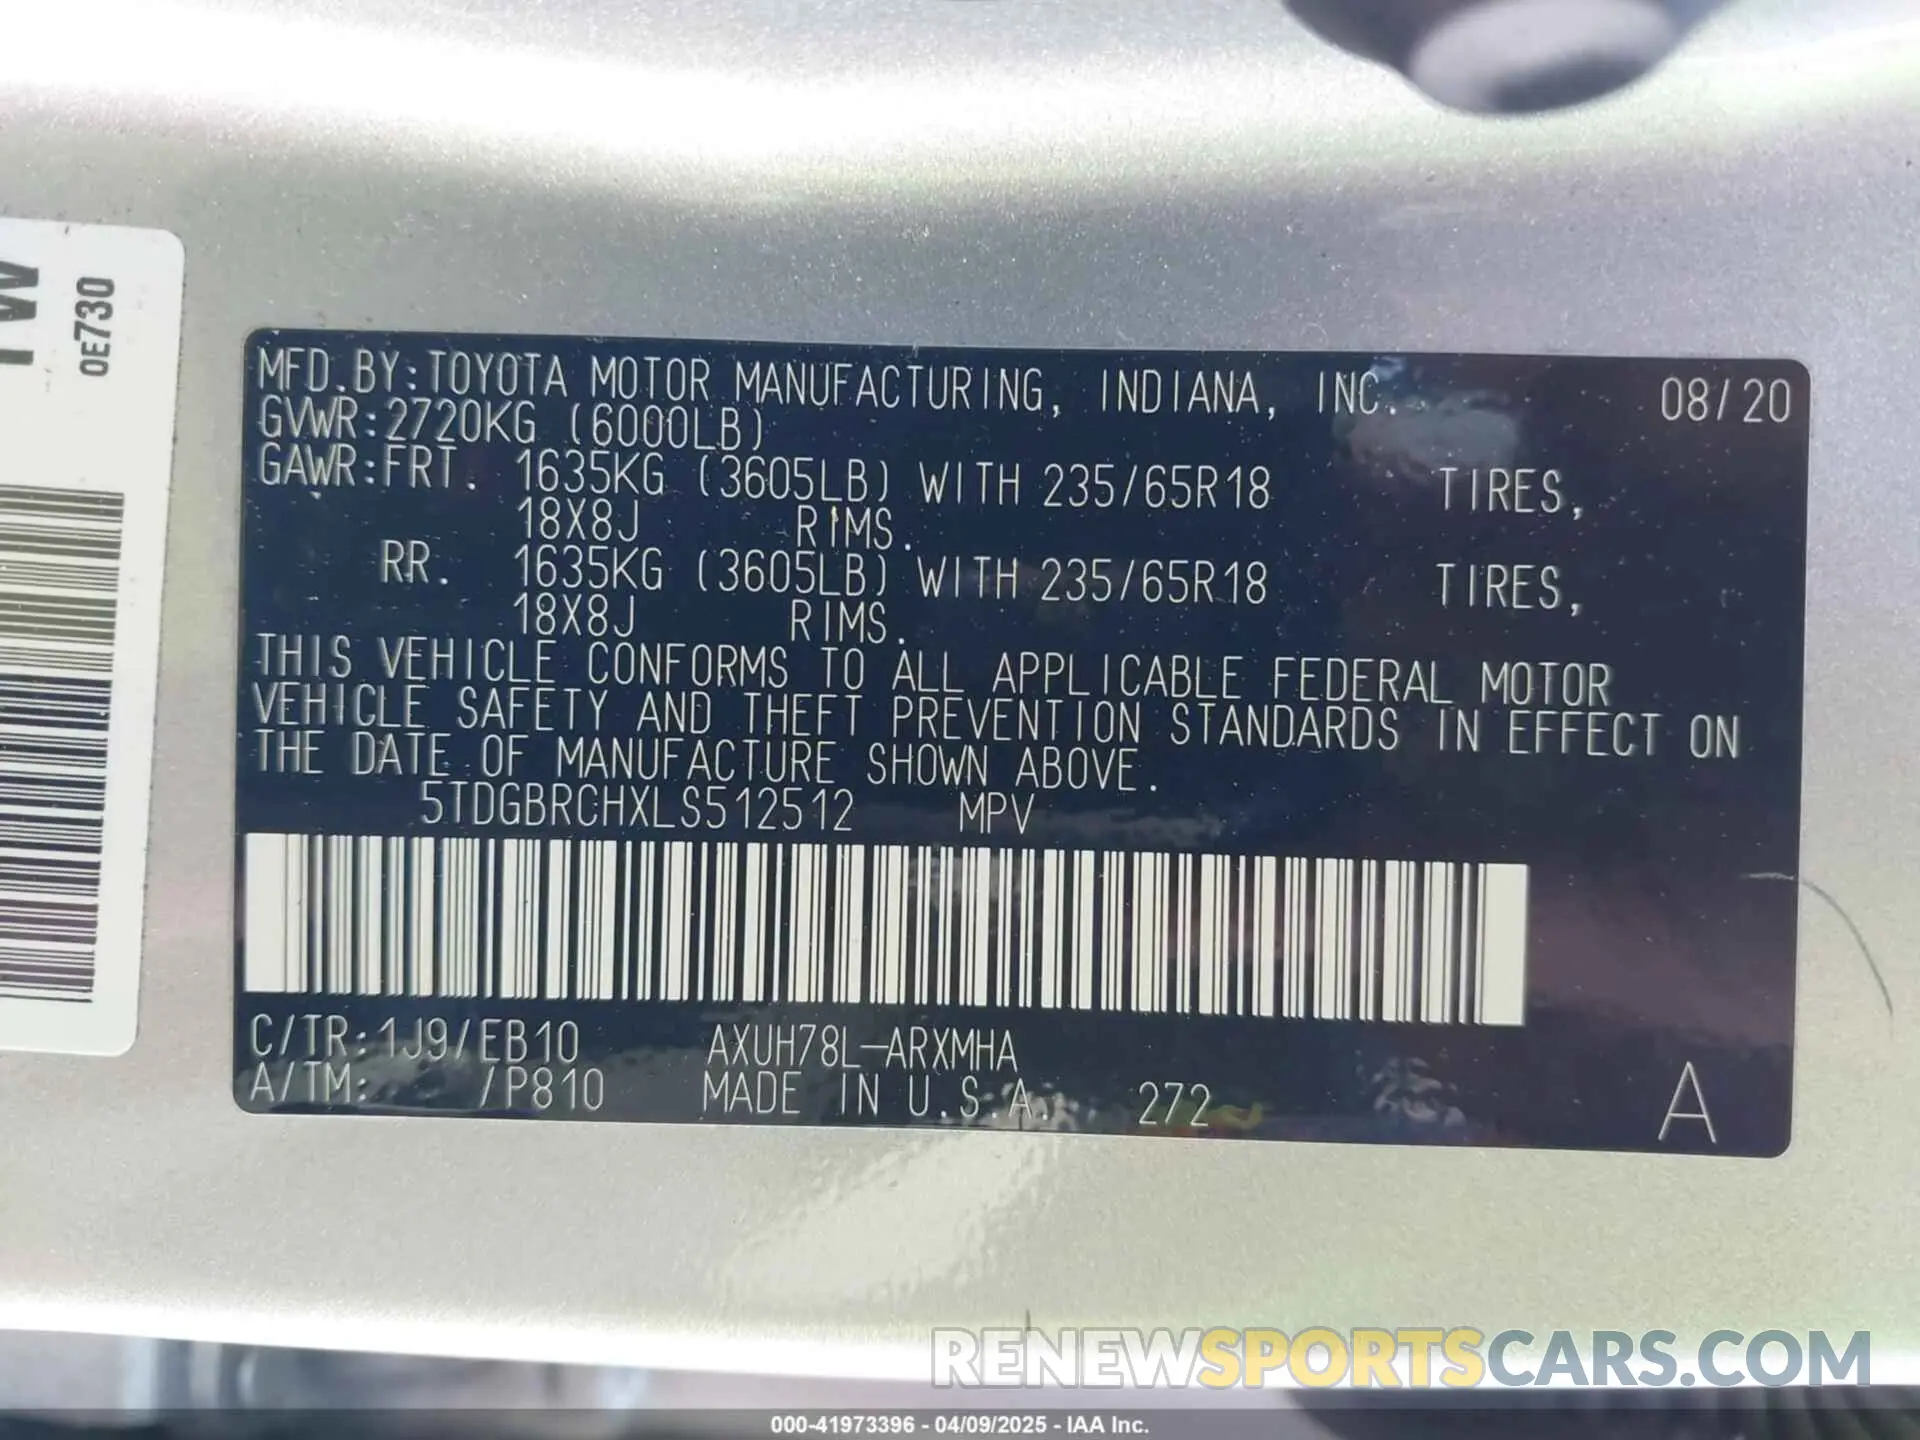 MFD.BY:TOYOTA MOTOR MANUFACTURING, INDIANA, INC. 08/20
GVWR:2720KG (6000LB)
GAWR:FRT. 1635KG (3605LB) WITH 235/65R18 TIRES,
18X8J RIMS.
RR. 1635KG (3605LB) WITH 235/65R18 TIRES,
18X8J RIMS.
THIS VEHICLE CONFORMS TO ALL APPLICABLE FEDERAL MOTOR
VEHICLE SAFETY AND THEFT PREVENTION STANDARDS IN EFFECT ON
THE DATE OF MANUFACTURE SHOWN ABOVE.
5TDGBRCHXLS512512 MPV
C/TR:1J9/EB10 AXUH78L-ARXMHA
A/TM: /P810 MADE IN U.S.A. 272 A
0E730
RENEWSPORTSCARS.COM
000-41973396 - 04/09/2025 - IAA Inc.